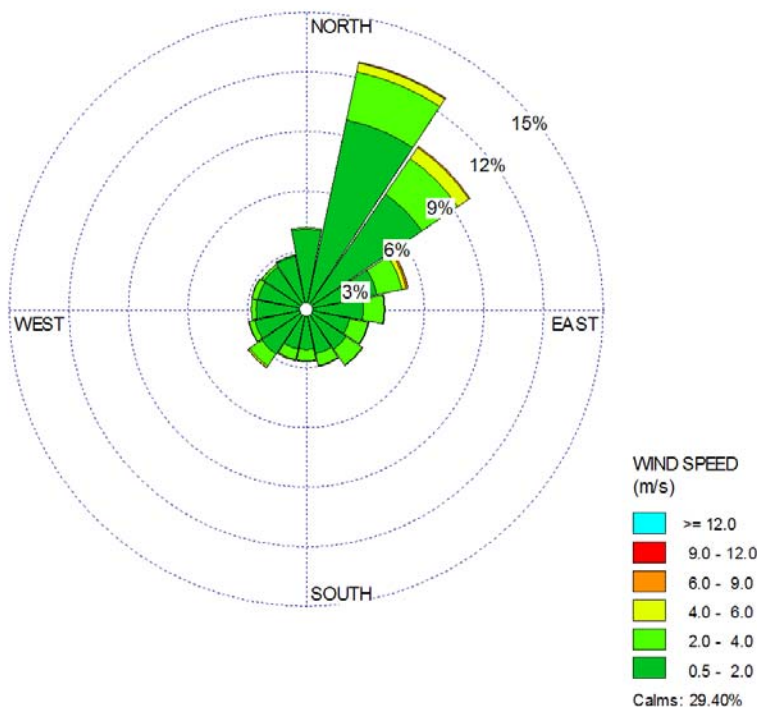 NORTH
15%
12%
9%
6%
3%
WEST
EAST
SOUTH
WIND SPEED
(m/s)
>= 12.0
9.0 - 12.0
6.0 - 9.0
4.0 - 6.0
2.0 - 4.0
0.5 - 2.0
Calms: 29.40%